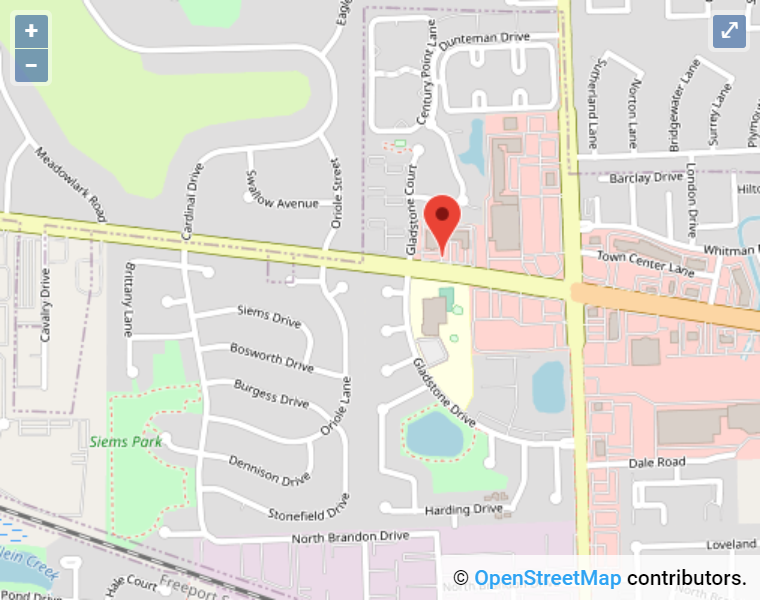 +
−
Eagle
Century Point Lane
Dunteman Drive
Sutherland Lane
Norton Lane
Bridgewater Lane
Surrey Lane
Meadowlark Road
Cardinal Drive
Swallow Avenue
Oriole Street
Gladstone Court
Barclay Drive
London Drive
Whitman
Town Center Lane
Cavalry Drive
Brittany Lane
Siems Drive
Bosworth Drive
Burgess Drive
Oriole Lane
Gladstone Drive
Siems Park
Dennison Drive
Stonefield Drive
Harding Drive
Dale Road
North Brandon Drive
Loveland
Klein Creek
Pond Drive
Hale Court
Freeport
North Brandon
© OpenStreetMap contributors.